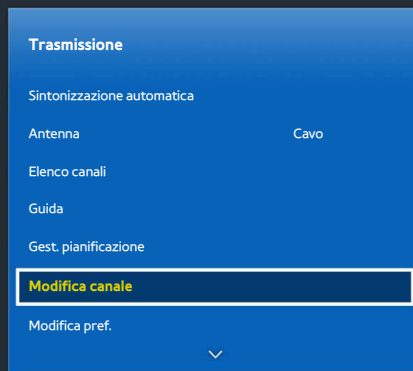 Trasmissione
Sintonizzazione automatica
Antenna Cavo
Elenco canali
Guida
Gest. pianificazione
Modifica canale
Modifica pref.